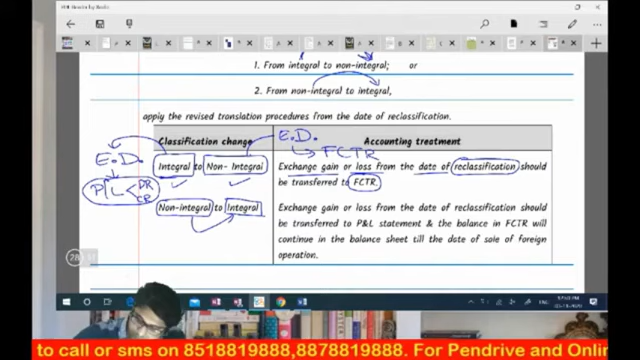 1. From integral to non-integral; or
2. From non-integral to integral,
apply the revised translation procedures from the date of reclassification.
E.D.
FCTR
Classification change
Accounting treatment
E.D.
P/L
DR
CR
Integral to Non- Integral
Exchange gain or loss from the date of reclassification should
be transferred to FCTR.
Non-integral to Integral
Exchange gain or loss from the date of reclassification should
be transferred to P&L statement & the balance in FCTR will
continue in the balance sheet till the date of sale of foreign
operation.
to call or sms on 8518819888,8878819888. For Pendrive and Onlin